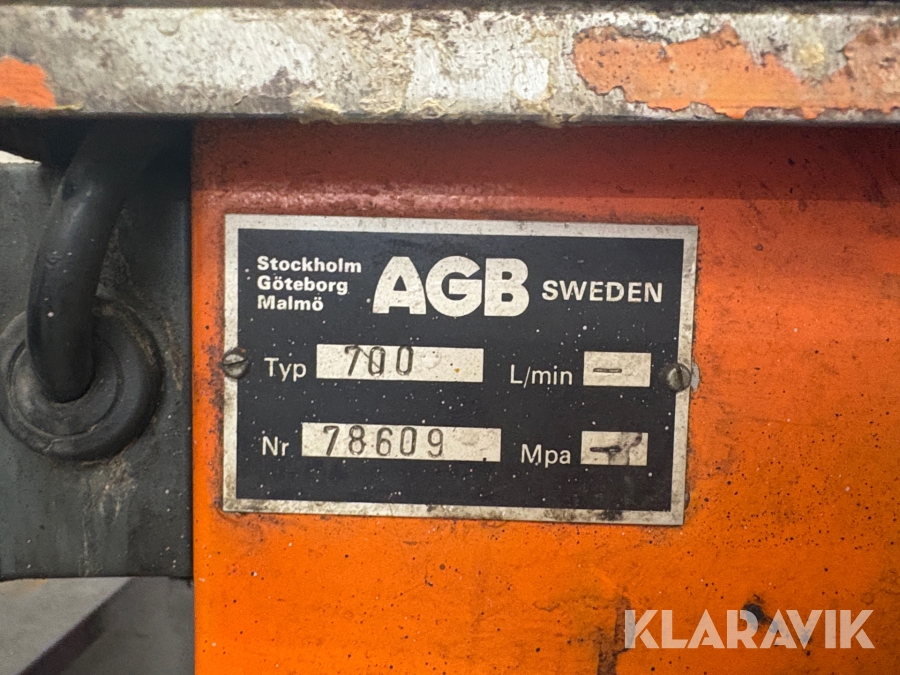 Stockholm
Göteborg
Malmö
AGB SWEDEN
Typ 700
L/min -
Nr 78609
Mpa -
KLARAVIK